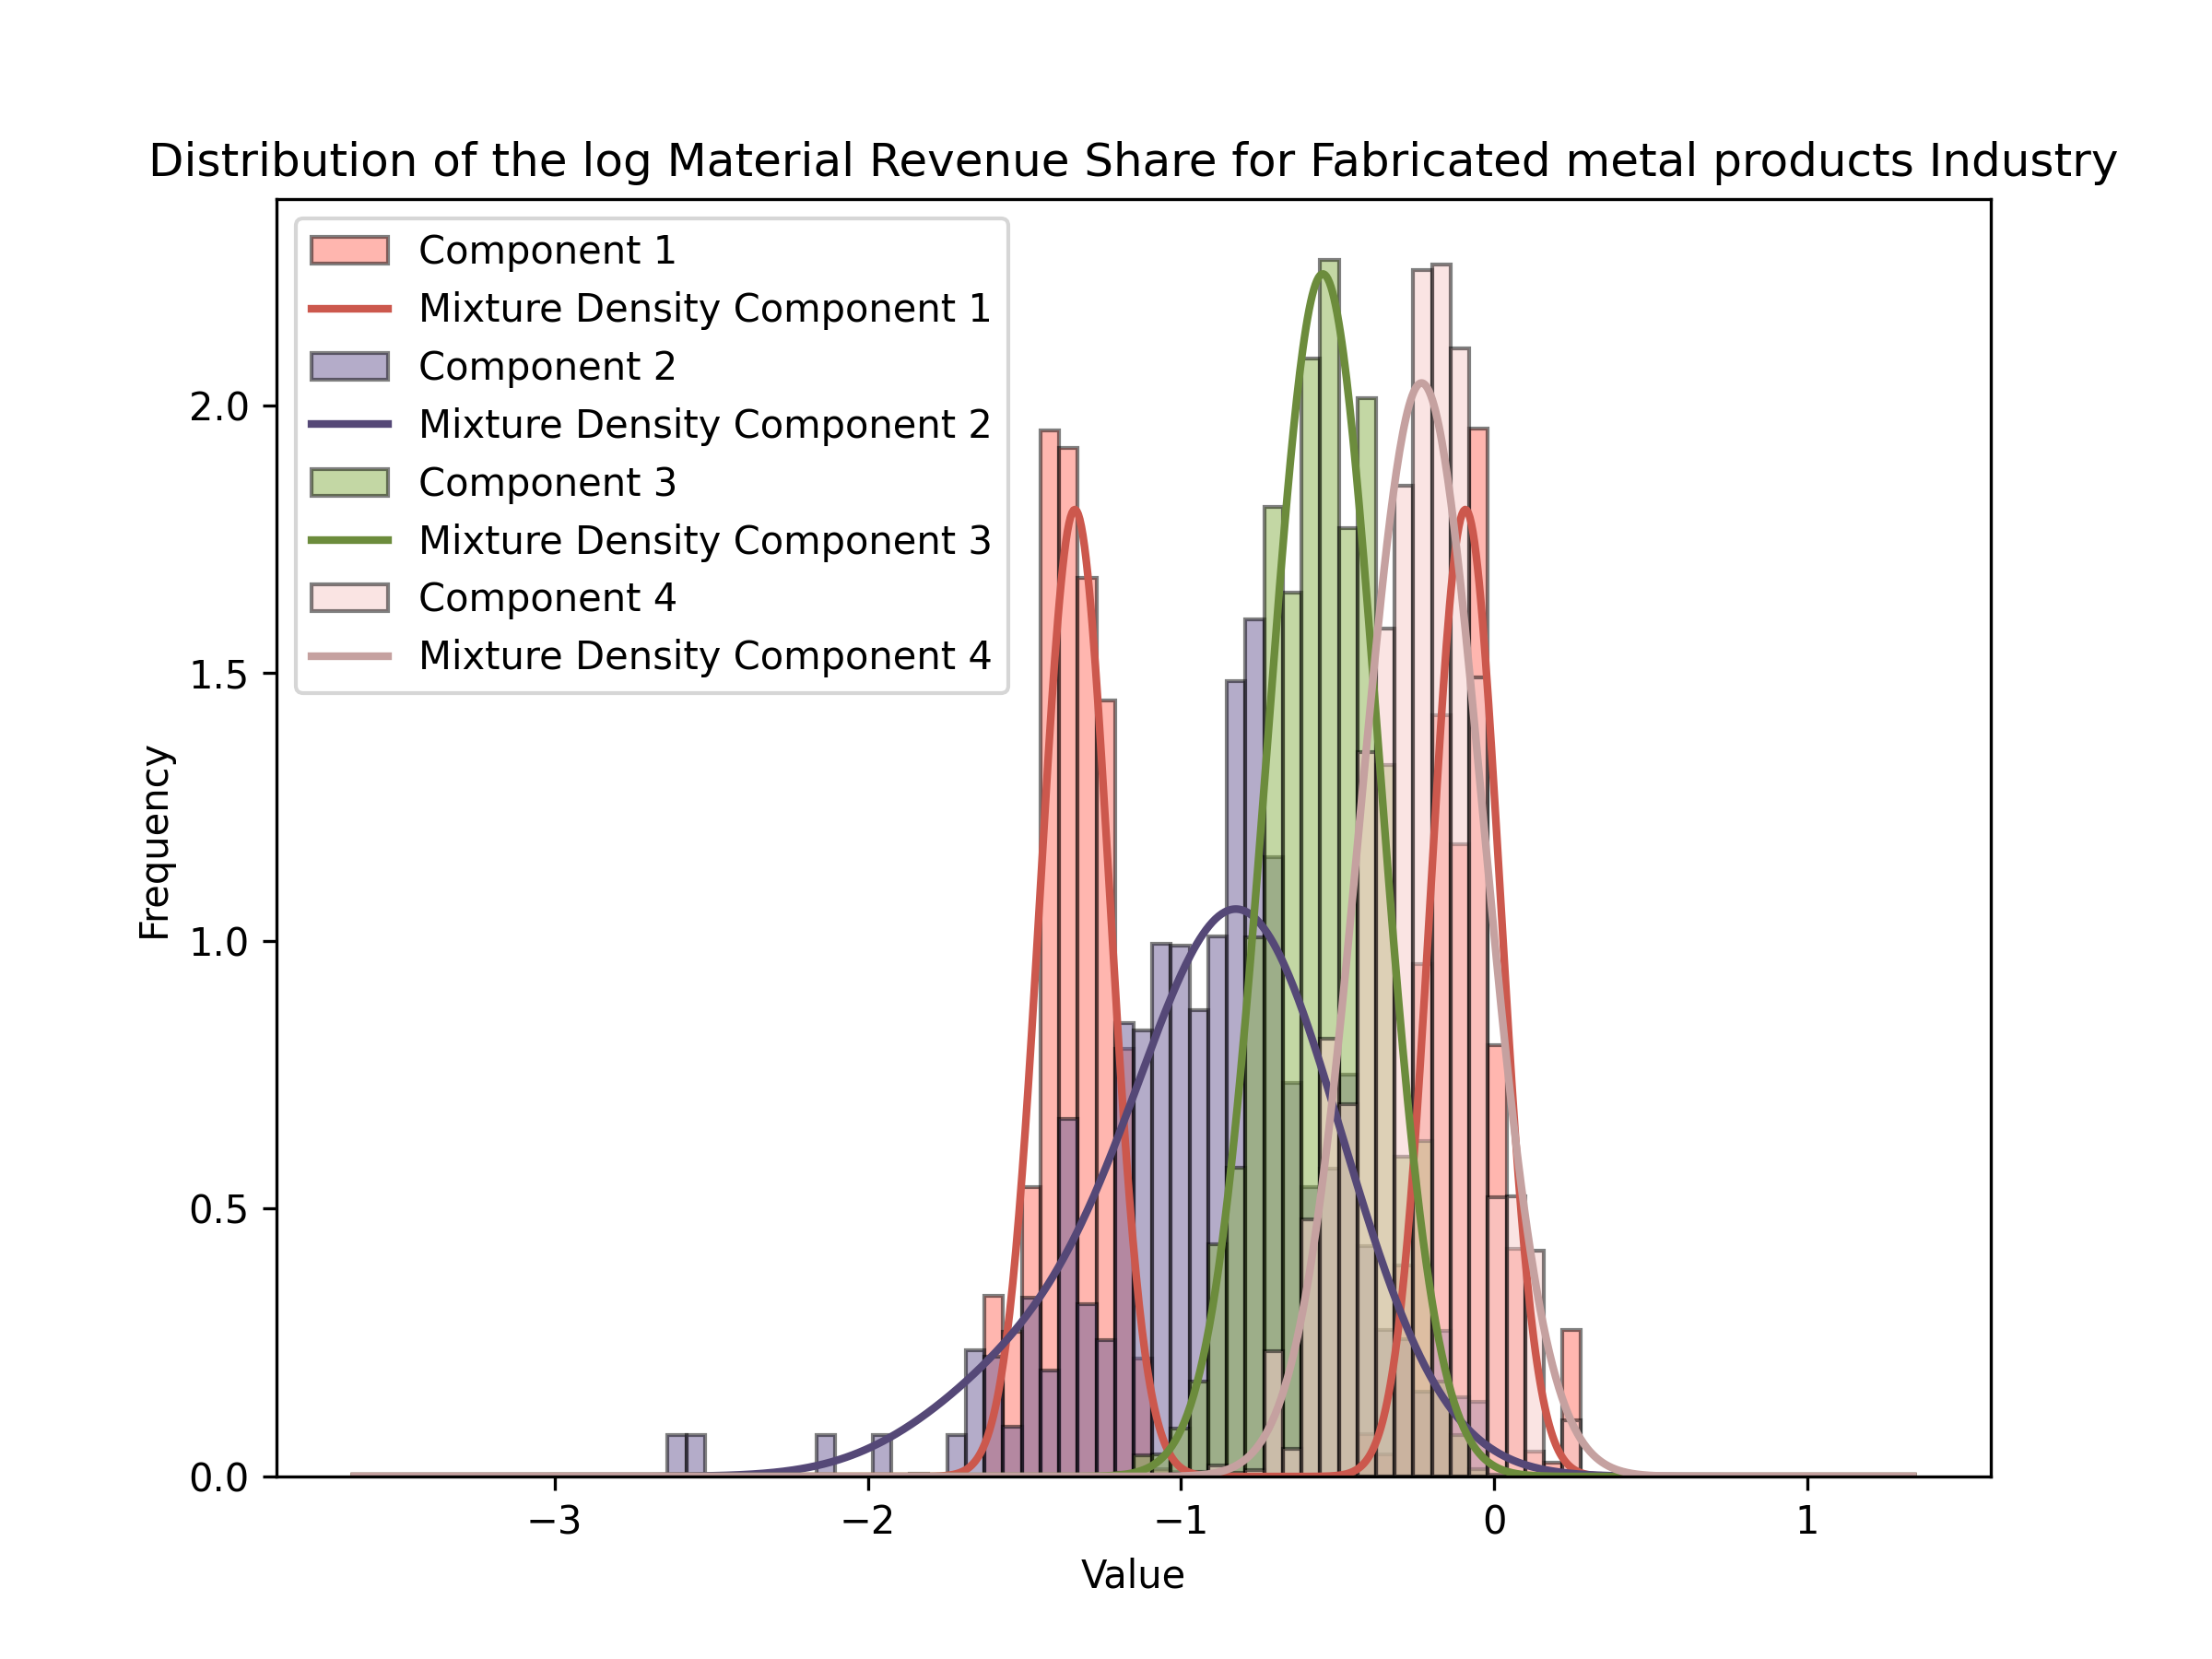 Distribution of the log Material Revenue Share for Fabricated metal products Industry
Component 1
Mixture Density Component 1
Component 2
Mixture Density Component 2
Component 3
Mixture Density Component 3
Component 4
Mixture Density Component 4
Frequency
2.0
1.5
1.0
0.5
0.0
−3 −2 −1 0 1
Value